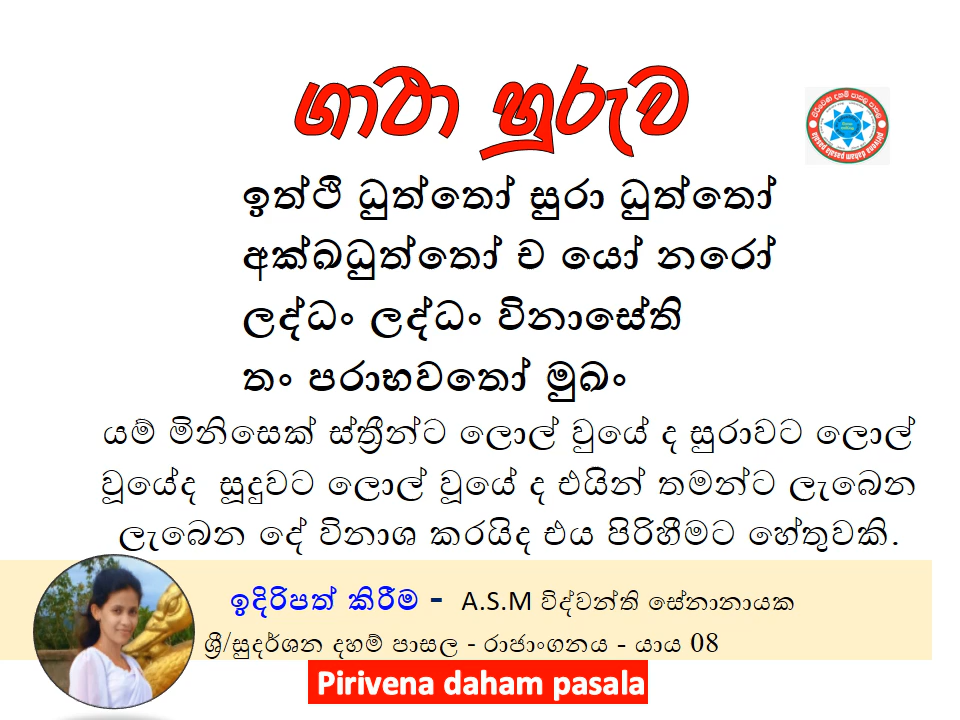 ගාථා හුරුව
ඉත්ථි ධුත්තෝ සුරා ධුත්තෝ
අක්ඛධුත්තෝ ච යෝ නරෝ
ලද්ධං ලද්ධං විනාසේති
තං පරාභවතෝ මුඛං
යම් මිනිසෙක් ස්ත්‍රීන්ට ලොල් වුයේ ද සුරාවට ලොල්
වූයේද සූදුවට ලොල් වූයේ ද එයින් තමන්ට ලැබෙන
ලැබෙන දේ විනාශ කරයිද එය පිරිහීමට හේතුවකි.
ඉදිරිපත් කිරීම - A.S.M විද්වන්ති සේනානායක
ශ්‍රී/සුදර්ශන දහම් පාසල - රාජාංගනය - යාය 08
Pirivena daham pasala